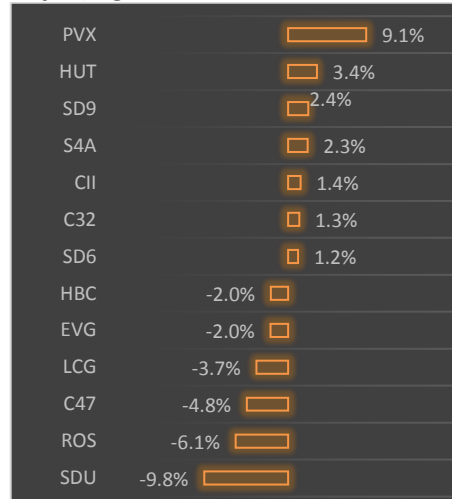 PVX 9.1%
HUT 3.4%
SD9 2.4%
S4A 2.3%
CII 1.4%
C32 1.3%
SD6 1.2%
HBC -2.0%
EVG -2.0%
LCG -3.7%
C47 -4.8%
ROS -6.1%
SDU -9.8%